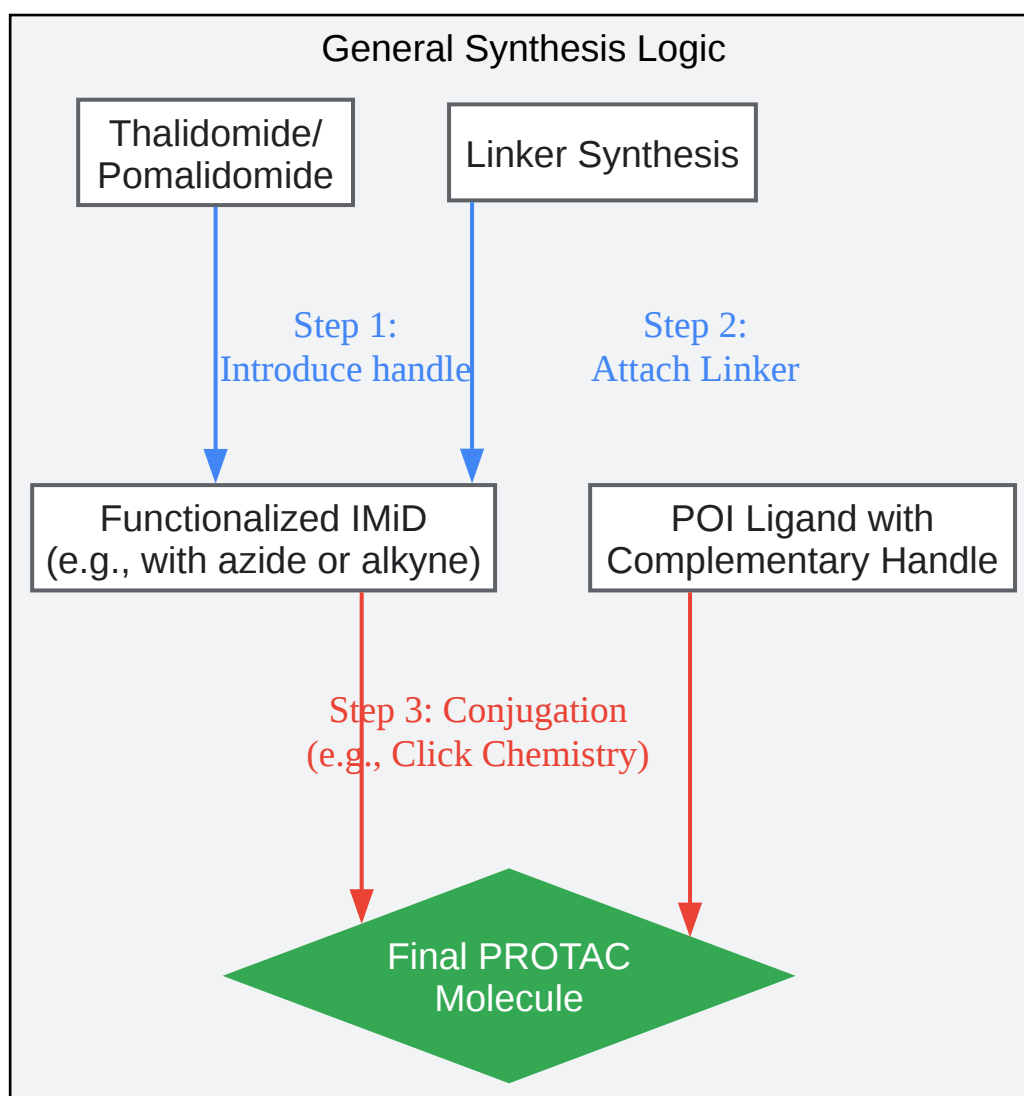 General Synthesis Logic
Thalidomide/
Pomalidomide
Linker Synthesis
Step 1:
Introduce handle
Step 2:
Attach Linker
Functionalized IMiD
(e.g., with azide or alkyne)
POI Ligand with
Complementary Handle
Step 3: Conjugation
(e.g., Click Chemistry)
Final PROTAC
Molecule